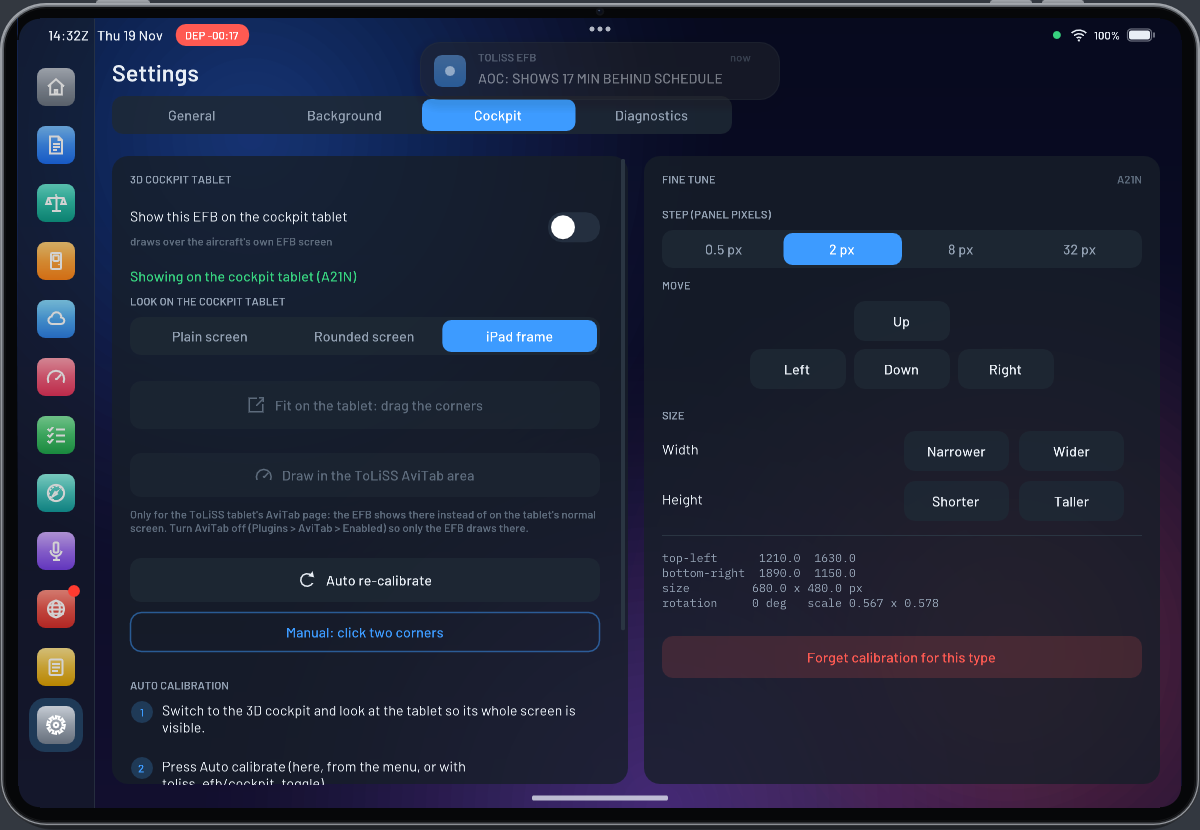 14:32Z Thu 19 Nov DEP -00:17
100%
TOLISS EFB now
AOC: SHOWS 17 MIN BEHIND SCHEDULE
Settings
General Background Cockpit Diagnostics
3D COCKPIT TABLET
Show this EFB on the cockpit tablet
draws over the aircraft's own EFB screen
Showing on the cockpit tablet (A21N)
LOOK ON THE COCKPIT TABLET
Plain screen Rounded screen iPad frame
Fit on the tablet: drag the corners
Draw in the ToLiSS AviTab area
Only for the ToLiSS tablet's AviTab page: the EFB shows there instead of on the tablet's normal
screen. Turn AviTab off (Plugins > AviTab > Enabled) so only the EFB draws there.
Auto re-calibrate
Manual: click two corners
AUTO CALIBRATION
1 Switch to the 3D cockpit and look at the tablet so its whole screen is
visible.
2 Press Auto calibrate (here, from the menu, or with
toliss_efb/cockpit_toggle)
FINE TUNE A21N
STEP (PANEL PIXELS)
0.5 px 2 px 8 px 32 px
MOVE
Up
Left Down Right
SIZE
Width Narrower Wider
Height Shorter Taller
top-left 1210.0 1630.0
bottom-right 1890.0 1150.0
size 680.0 x 480.0 px
rotation 0 deg scale 0.567 x 0.578
Forget calibration for this type